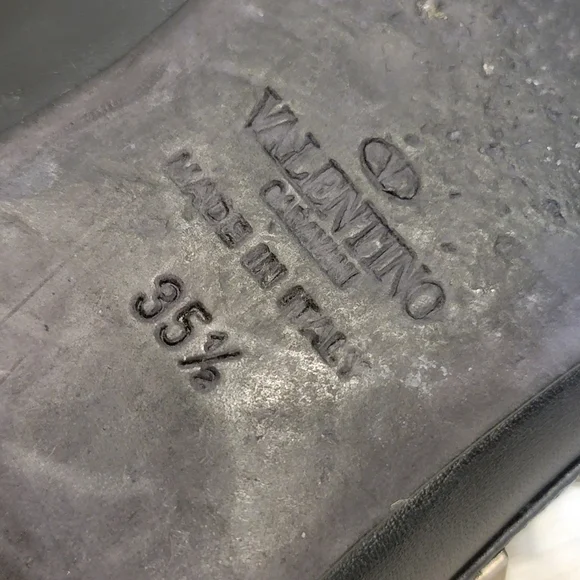 V
VALENTINO
GARAVANI
MADE IN ITALY
35½